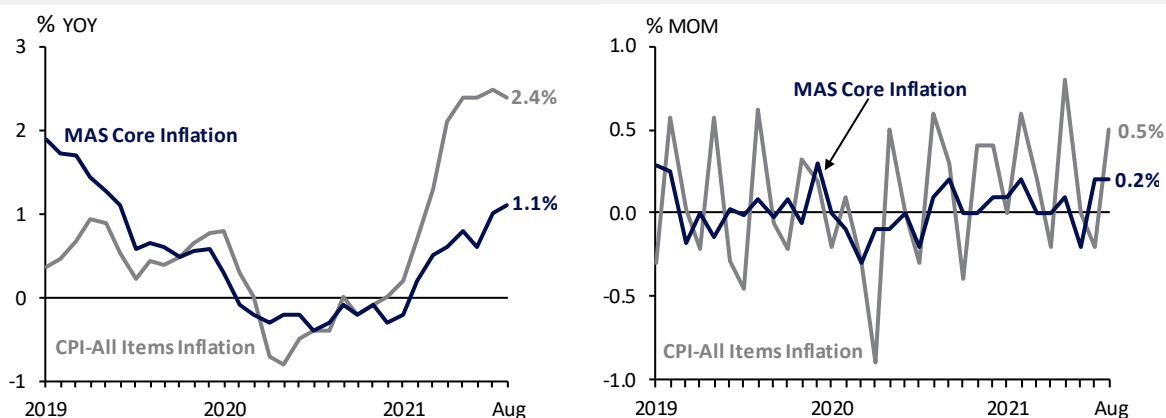 % YOY
3
2
1
0
-1
2019
2020
2021
Aug
MAS Core Inflation
CPI-All Items Inflation
2.4%
1.1%
% MOM
1.0
0.5
0.0
-0.5
-1.0
2019
2020
2021
Aug
MAS Core Inflation
CPI-All Items Inflation
0.5%
0.2%